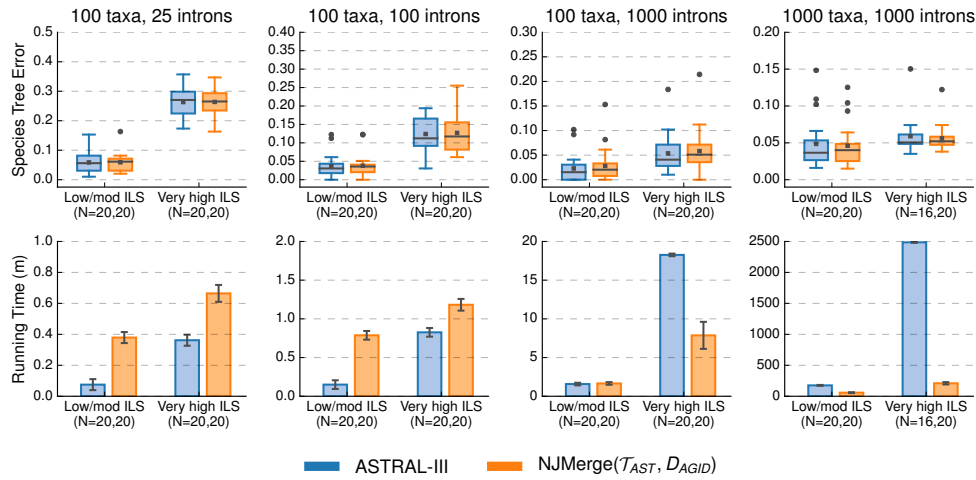 100 taxa, 25 introns
100 taxa, 100 introns
100 taxa, 1000 introns
1000 taxa, 1000 introns
Species Tree Error
0.5
0.4
0.3
0.2
0.1
0.0
Low/mod ILS
(N=20,20)
Very high ILS
(N=20,20)
0.40
0.35
0.30
0.25
0.20
0.15
0.10
0.05
0.00
Low/mod ILS
(N=20,20)
Very high ILS
(N=20,20)
0.30
0.25
0.20
0.15
0.10
0.05
0.00
Low/mod ILS
(N=20,20)
Very high ILS
(N=20,20)
0.20
0.15
0.10
0.05
0.00
Low/mod ILS
(N=20,20)
Very high ILS
(N=16,20)
Running Time (m)
1.0
0.8
0.6
0.4
0.2
0.0
Low/mod ILS
(N=20,20)
Very high ILS
(N=20,20)
2.0
1.5
1.0
0.5
0.0
Low/mod ILS
(N=20,20)
Very high ILS
(N=20,20)
20
15
10
5
0
Low/mod ILS
(N=20,20)
Very high ILS
(N=20,20)
2500
2000
1500
1000
500
0
Low/mod ILS
(N=20,20)
Very high ILS
(N=16,20)
ASTRAL-III
NJMerge(T_AST, D_AGID)